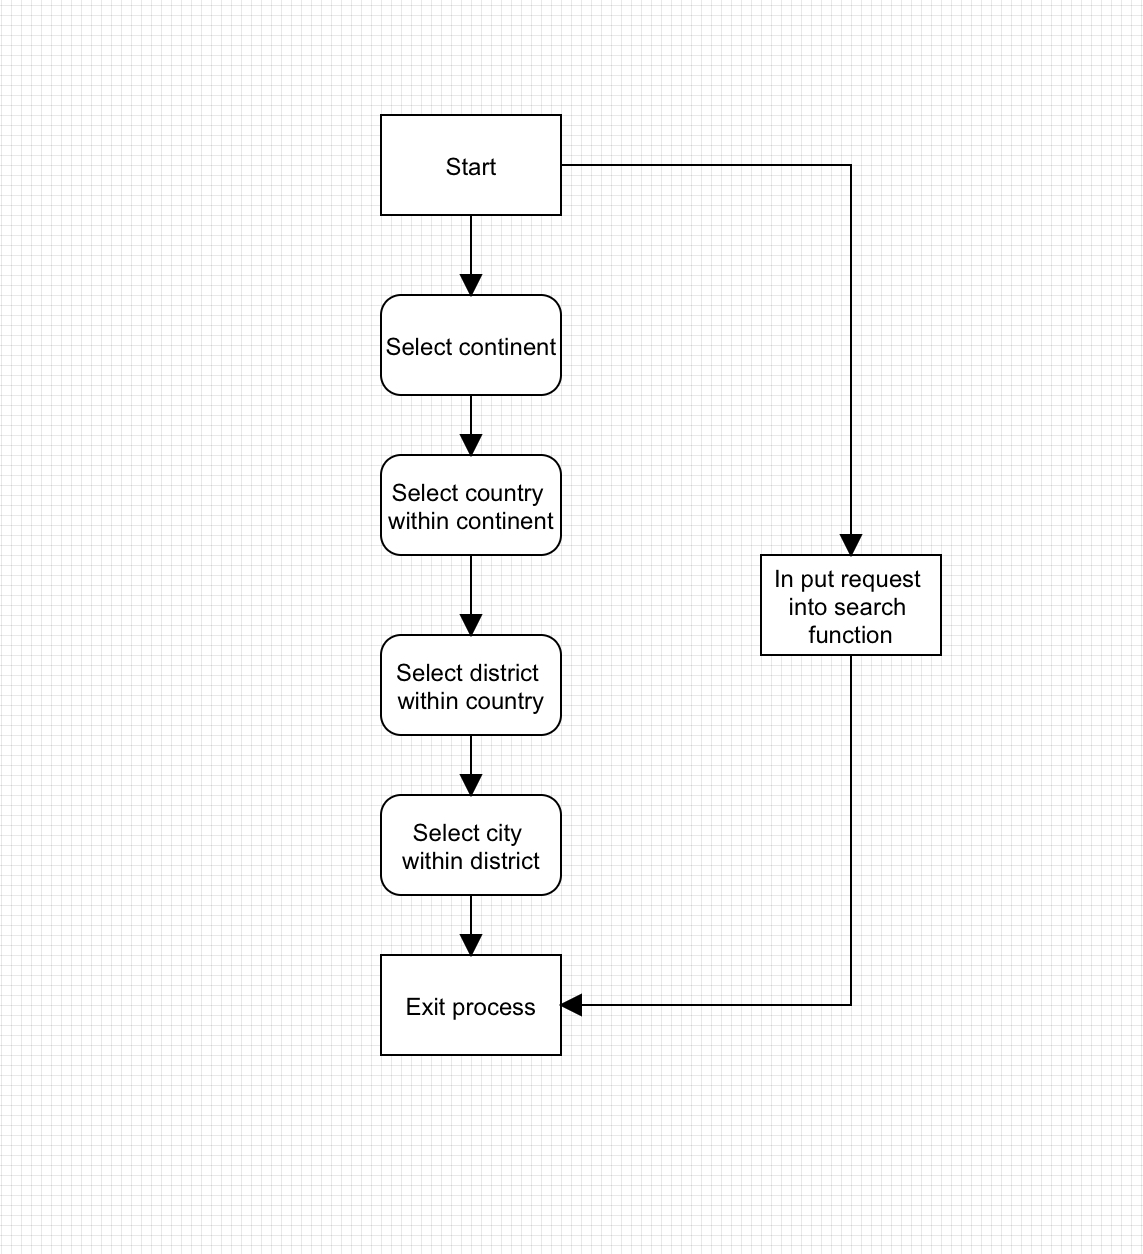 Start
Select continent
Select country
within continent
In put request
into search
function
Select district
within country
Select city
within district
Exit process